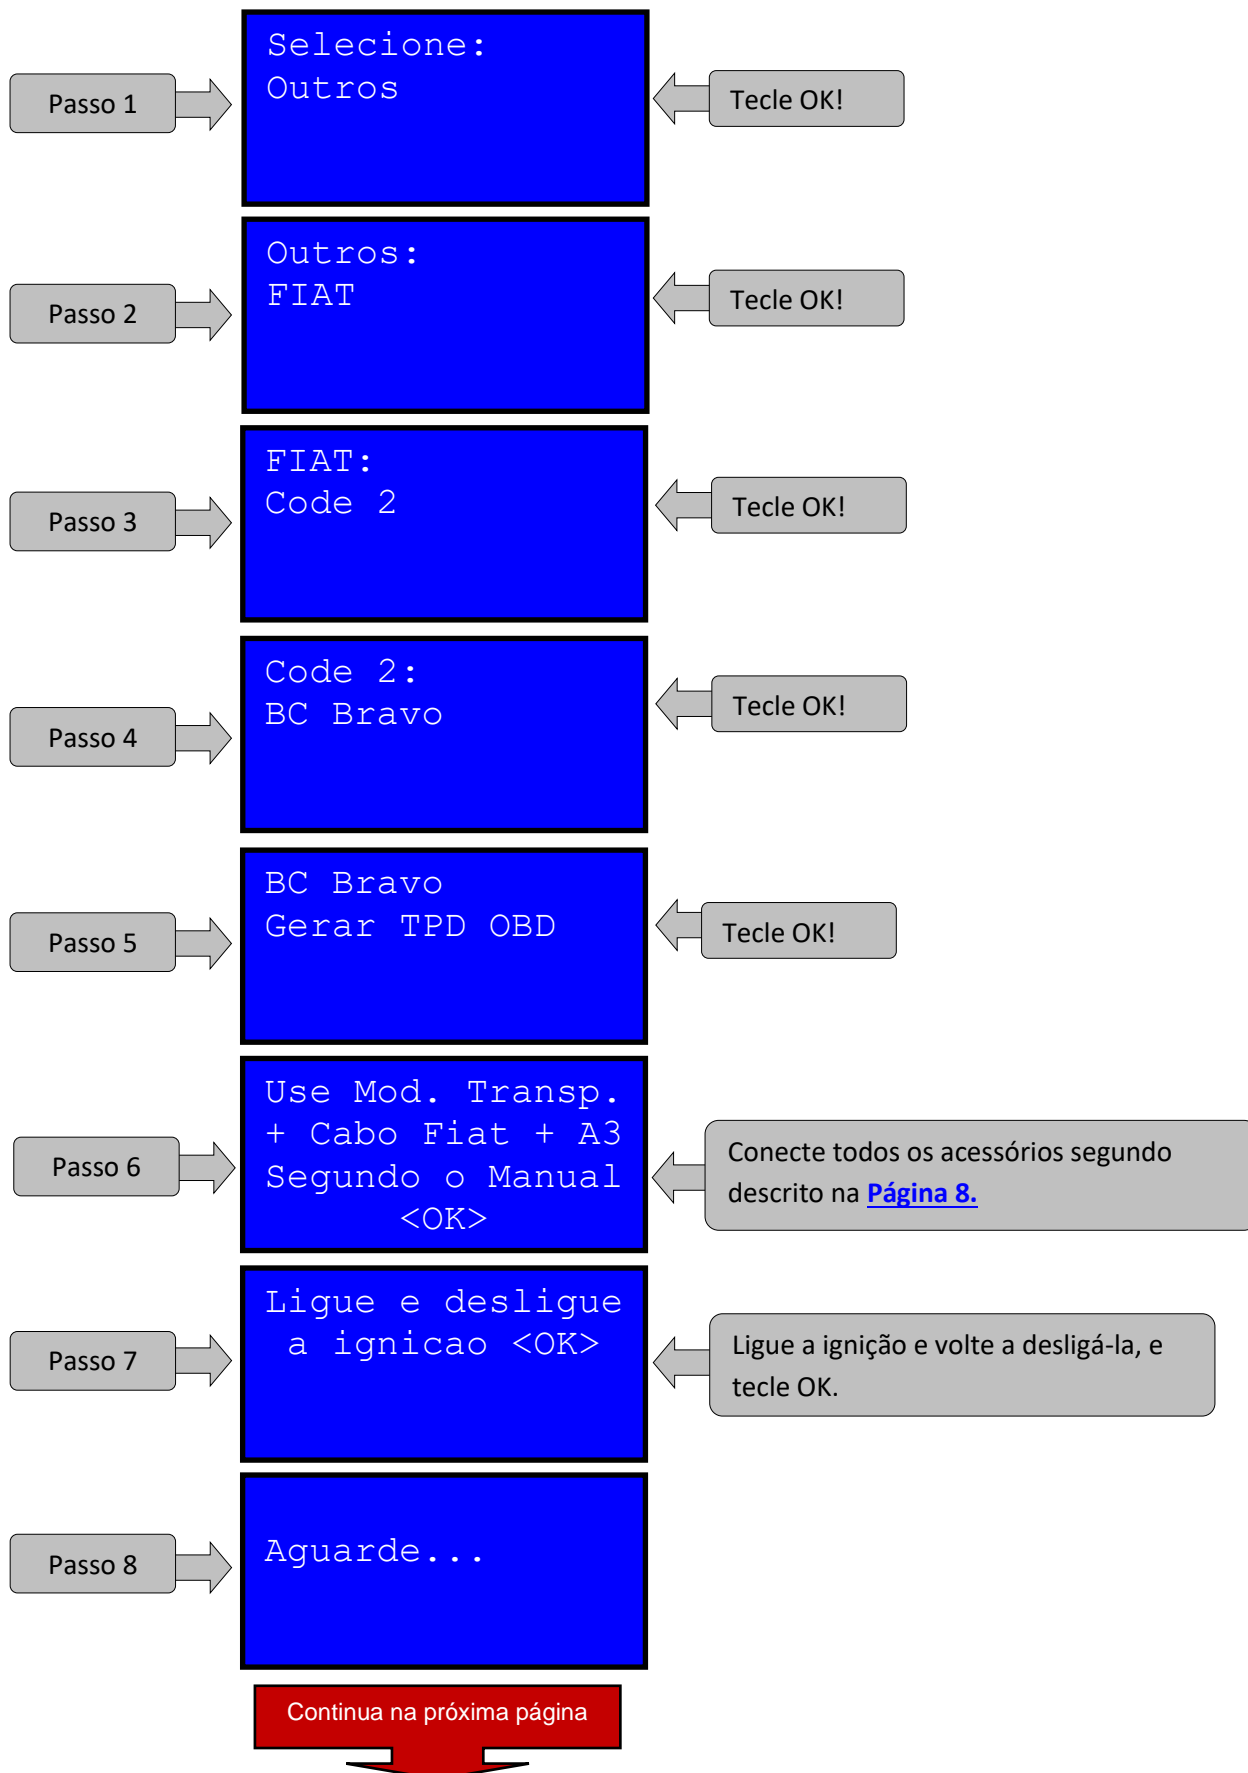 Passo 1
Selecione:
Outros
Tecle OK!
Passo 2
Outros:
FIAT
Tecle OK!
Passo 3
FIAT:
Code 2
Tecle OK!
Passo 4
Code 2:
BC Bravo
Tecle OK!
Passo 5
BC Bravo
Gerar TPD OBD
Tecle OK!
Passo 6
Use Mod. Transp.
+ Cabo Fiat + A3
Segundo o Manual
<OK>
Conecte todos os acessórios segundo
descrito na Página 8.
Passo 7
Ligue e desligue
a ignicao <OK>
Ligue a ignição e volte a desligá-la, e
tecle OK.
Passo 8
Aguarde...
Continua na próxima página